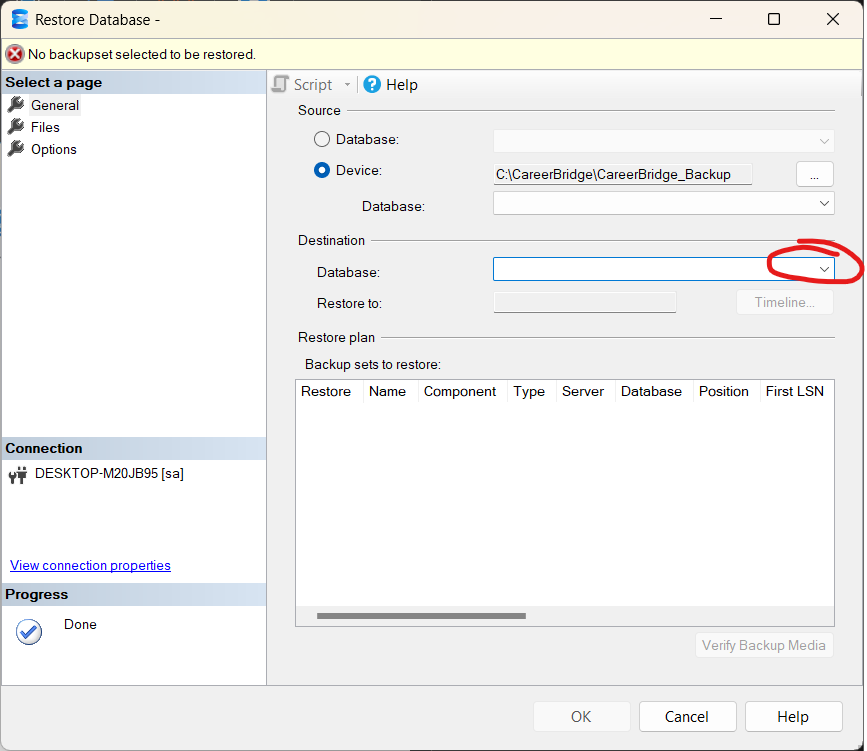 Restore Database -
No backupset selected to be restored.
Select a page
General
Files
Options
Script
Help
Source
Database:
Device:
C:\CareerBridge\CareerBridge_Backup
...
Database:
Destination
Database:
Restore to:
Timeline...
Restore plan
Backup sets to restore:
Restore Name Component Type Server Database Position First LSN
Verify Backup Media
Connection
DESKTOP-M20JB95 [sa]
View connection properties
Progress
Done
OK
Cancel
Help